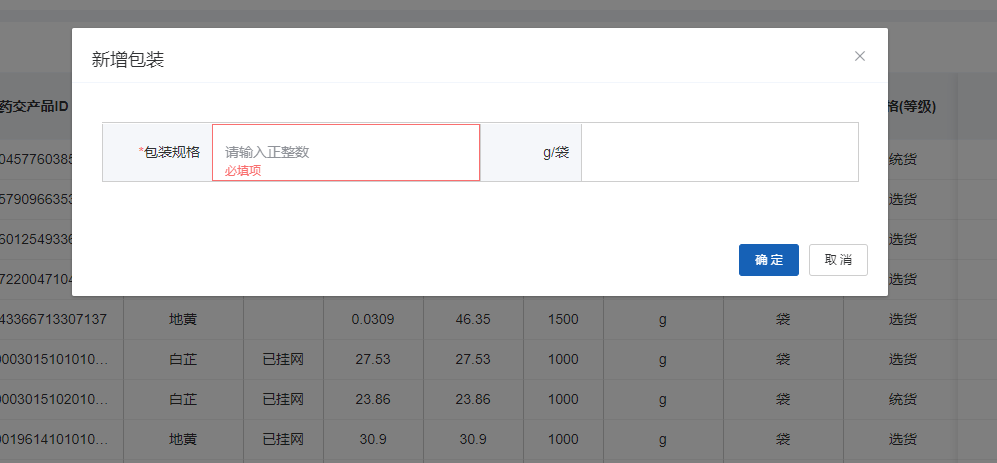 新增包装
药交产品ID
格(等级)
*包装规格
请输入正整数
必填项
g/袋
0457760385
统货
5790966353
选货
6012549336
选货
7220047104
选货
确 定
取 消
43366713307137
地黄
0.0309
46.35
1500
g
袋
选货
0003015101010...
白芷
已挂网
27.53
27.53
1000
g
袋
选货
0003015102010...
白芷
已挂网
23.86
23.86
1000
g
袋
统货
0019614101010...
地黄
已挂网
30.9
30.9
1000
g
袋
选货